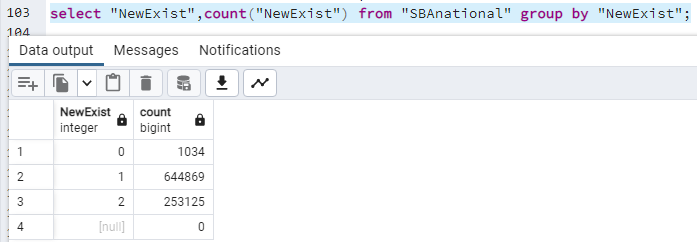 103 select "NewExist",count("NewExist") from "SBAnational" group by "NewExist";
104
Data output Messages Notifications
NewExist count
integer bigint
1 0 1034
2 1 644869
3 2 253125
4 [null] 0